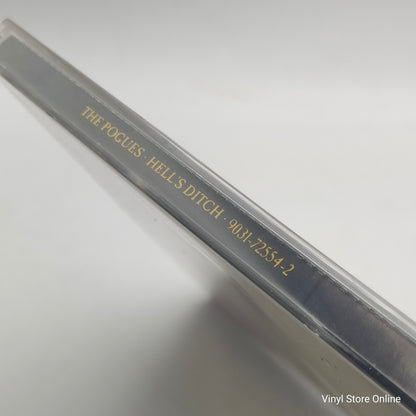 THE POGUES · HELL'S DITCH · 9031-72554-2
Vinyl Store Online